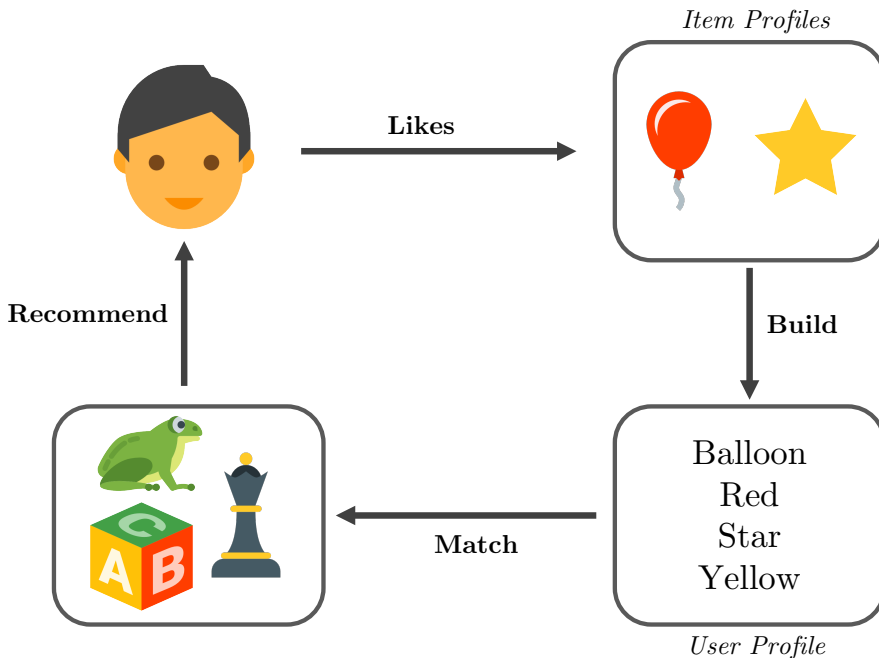 Item Profiles
Likes
Recommend
Build
Balloon
Red
Star
Yellow
Match
C
A B
User Profile